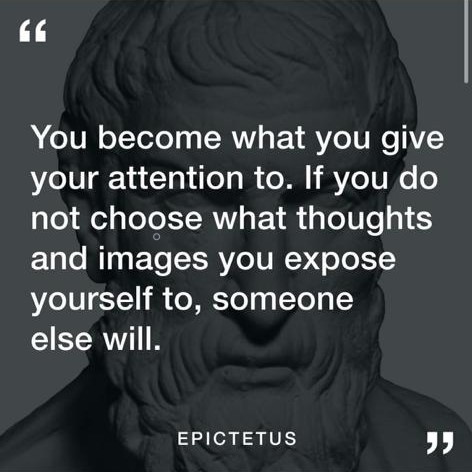 “
You become what you give
your attention to. If you do
not choose what thoughts
and images you expose
yourself to, someone
else will.
EPICTETUS
”